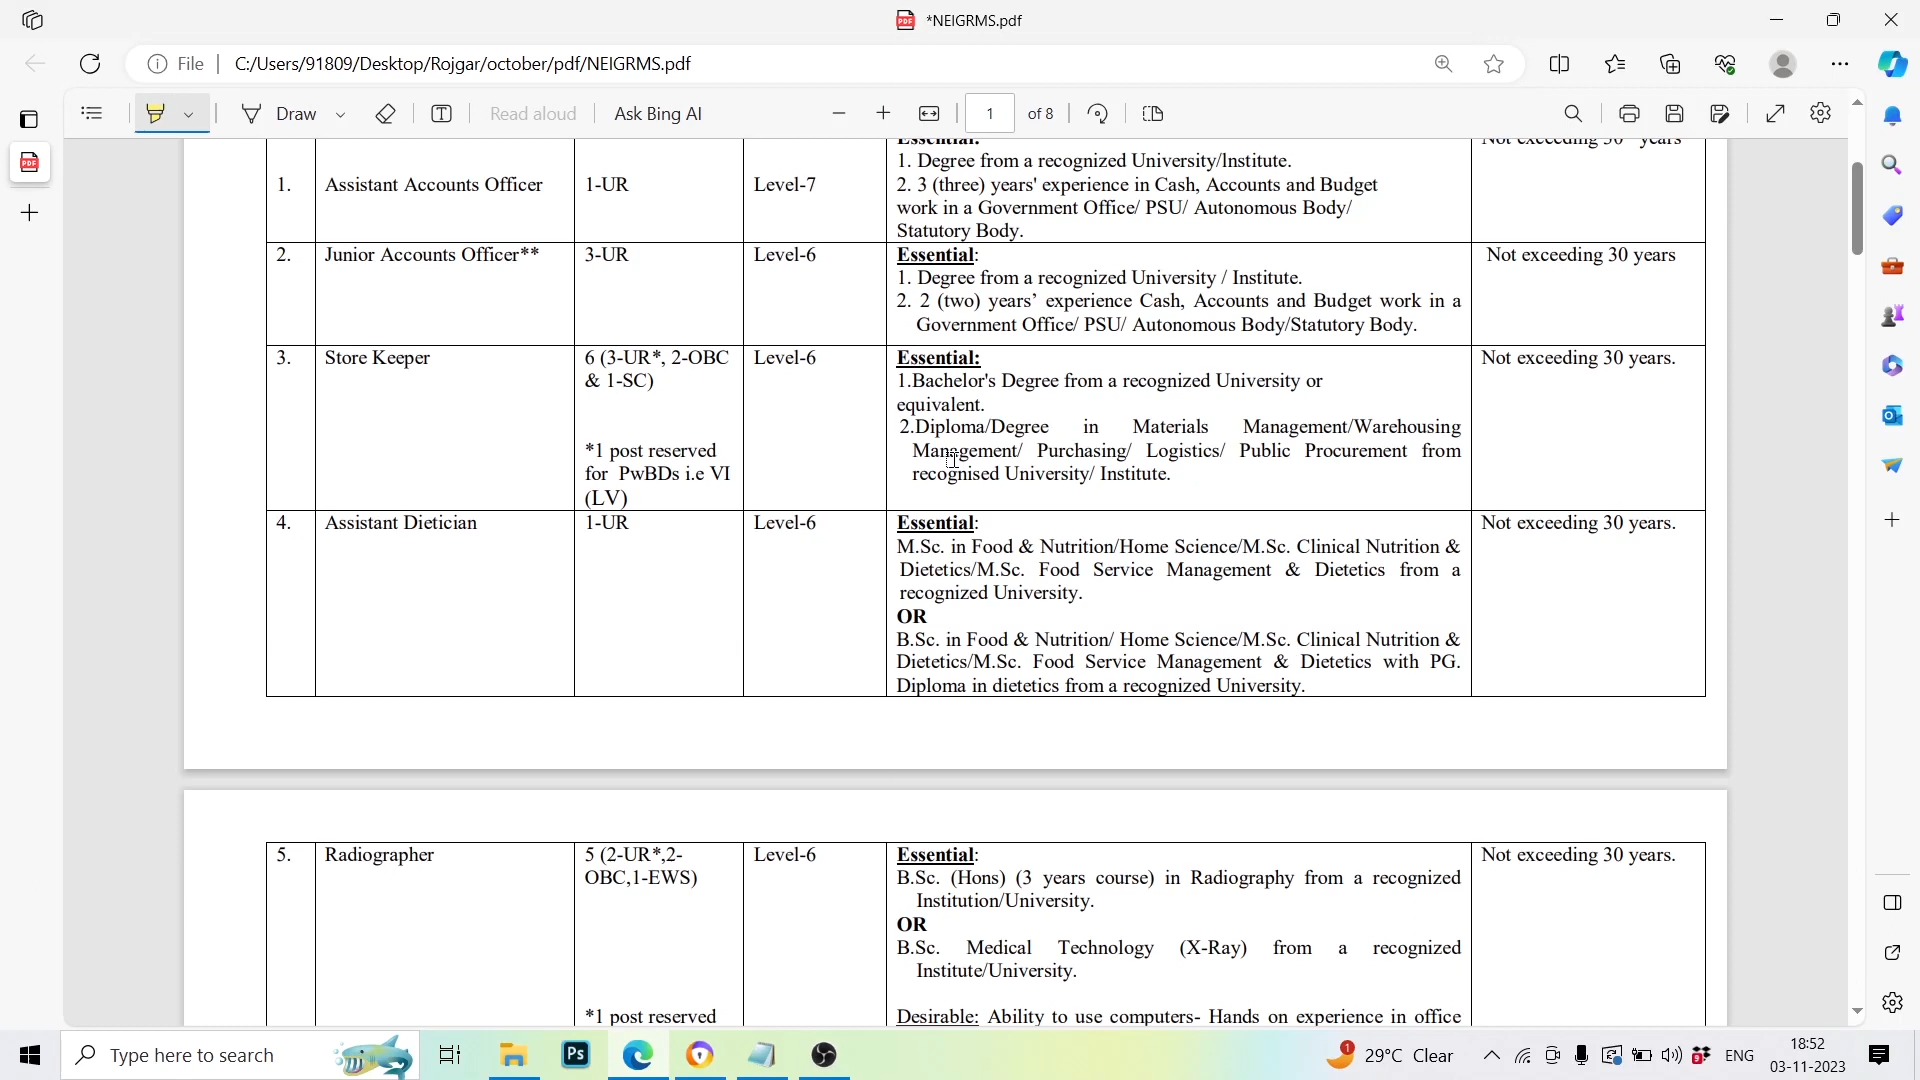 *NEIGRMS.pdf
File
C:/Users/91809/Desktop/Rojgar/october/pdf/NEIGRMS.pdf
Draw
Read aloud
Ask Bing AI
1
of 8
1. Assistant Accounts Officer
1-UR
Level-7
Essential:
1. Degree from a recognized University/Institute.
2. 3 (three) years' experience in Cash, Accounts and Budget
work in a Government Office/ PSU/ Autonomous Body/
Statutory Body.
Not exceeding 30 years
2. Junior Accounts Officer**
3-UR
Level-6
Essential:
1. Degree from a recognized University / Institute.
2. 2 (two) years’ experience Cash, Accounts and Budget work in a
Government Office/ PSU/ Autonomous Body/Statutory Body.
Not exceeding 30 years
3. Store Keeper
6 (3-UR*, 2-OBC
& 1-SC)
*1 post reserved
for PwBDs i.e VI
(LV)
Level-6
Essential:
1.Bachelor's Degree from a recognized University or
equivalent.
2.Diploma/Degree in Materials Management/Warehousing
Management/ Purchasing/ Logistics/ Public Procurement from
recognised University/ Institute.
Not exceeding 30 years.
4. Assistant Dietician
1-UR
Level-6
Essential:
M.Sc. in Food & Nutrition/Home Science/M.Sc. Clinical Nutrition &
Dietetics/M.Sc. Food Service Management & Dietetics from a
recognized University.
OR
B.Sc. in Food & Nutrition/ Home Science/M.Sc. Clinical Nutrition &
Dietetics/M.Sc. Food Service Management & Dietetics with PG.
Diploma in dietetics from a recognized University.
Not exceeding 30 years.
5. Radiographer
5 (2-UR*,2-
OBC,1-EWS)
*1 post reserved
Level-6
Essential:
B.Sc. (Hons) (3 years course) in Radiography from a recognized
Institution/University.
OR
B.Sc. Medical Technology (X-Ray) from a recognized
Institute/University.
Desirable: Ability to use computers- Hands on experience in office
Not exceeding 30 years.
Type here to search
Ps
1
29°C Clear
9
ENG
18:52
03-11-2023